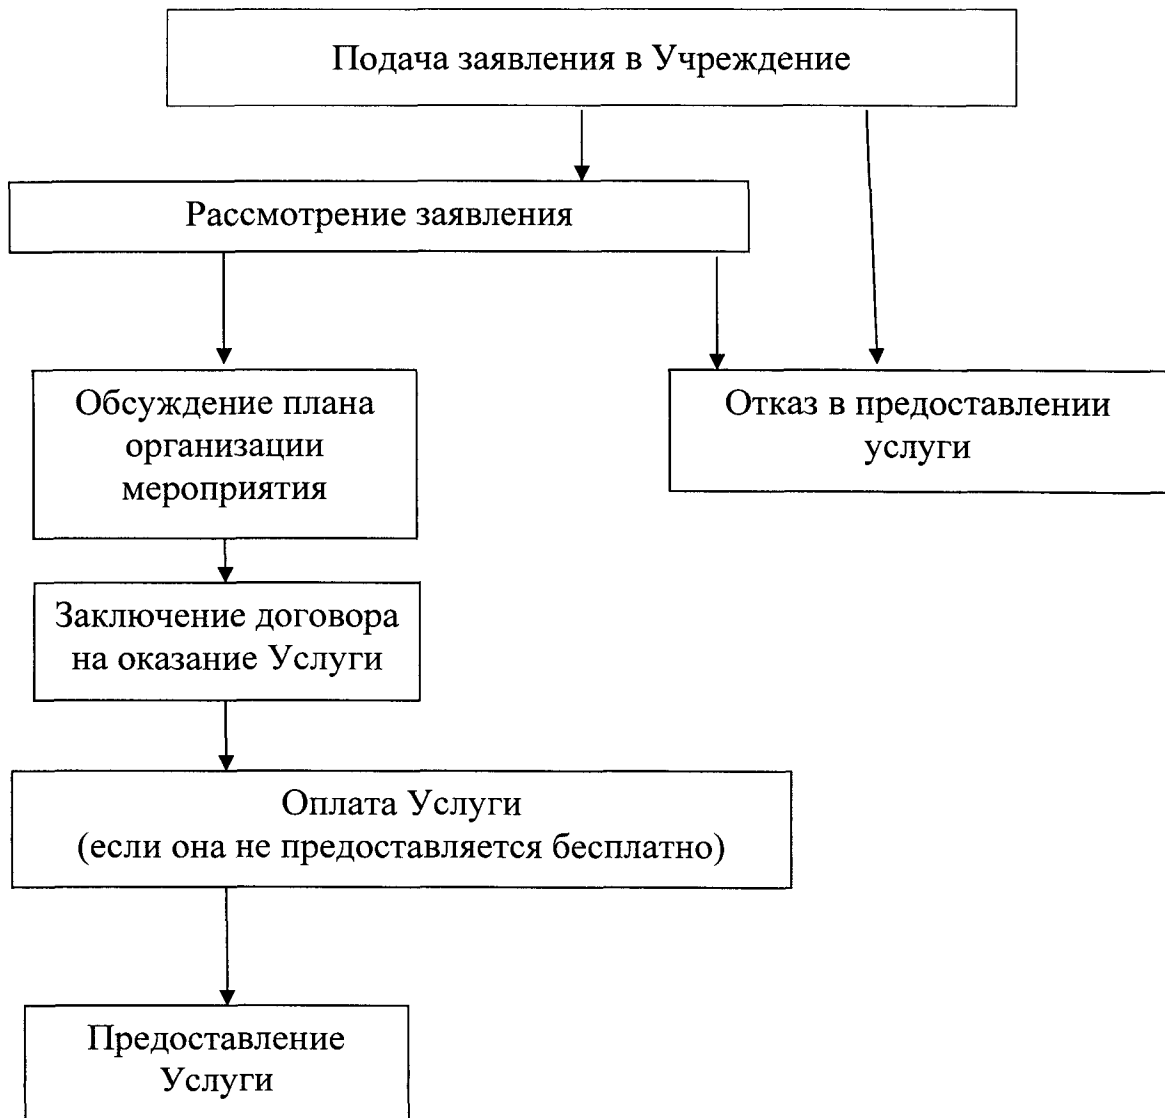 Подача заявления в Учреждение
Рассмотрение заявления
Обсуждение плана
организации
мероприятия
Отказ в предоставлении
услуги
Заключение договора
на оказание Услуги
Оплата Услуги
(если она не предоставляется бесплатно)
Предоставление
Услуги